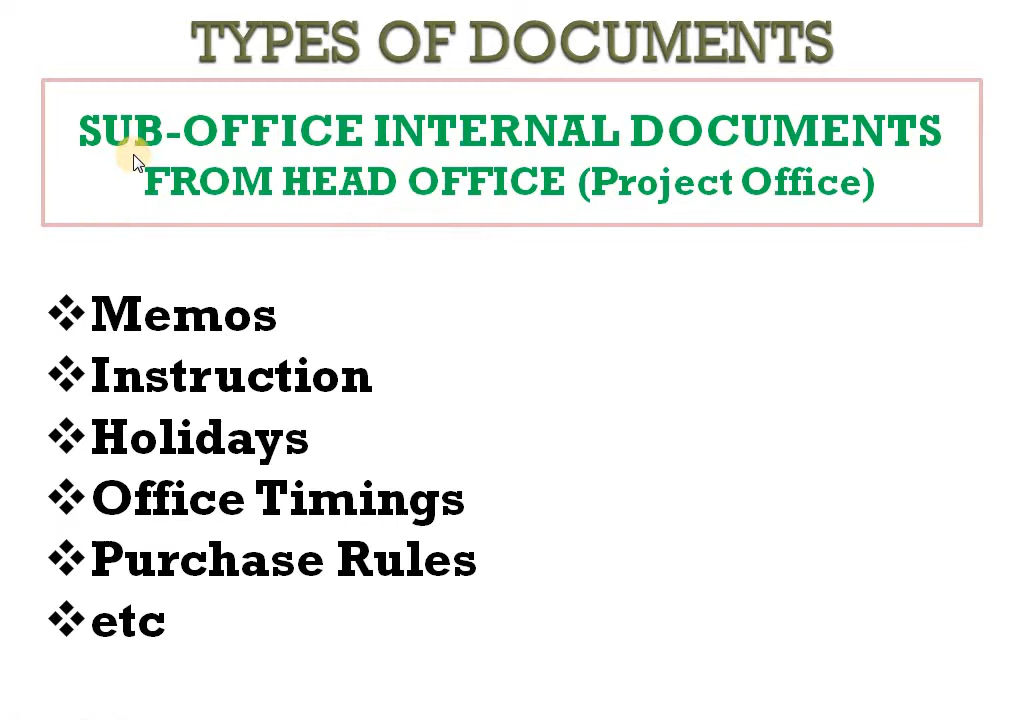 TYPES OF DOCUMENTS
SUB-OFFICE INTERNAL DOCUMENTS
FROM HEAD OFFICE (Project Office)
❖Memos
❖Instruction
❖Holidays
❖Office Timings
❖Purchase Rules
❖etc